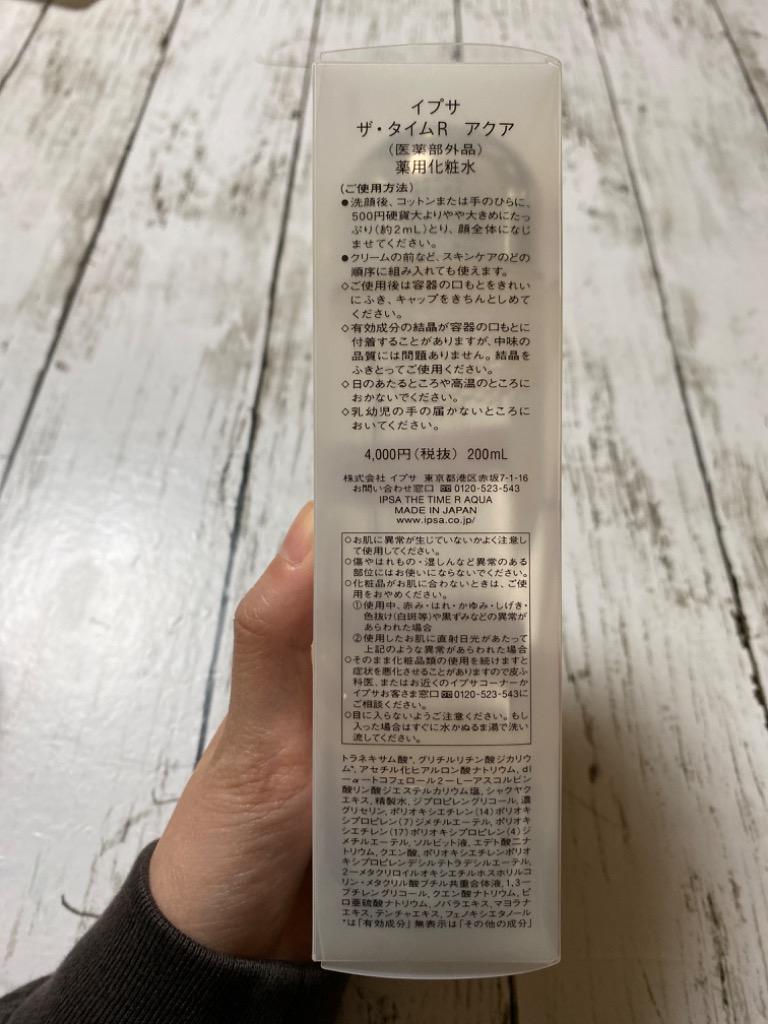 イプサ
ザ・タイムR アクア
(医薬部外品)
薬用化粧水
(ご使用方法)
●洗顔後、コットンまたは手のひらに、
500円硬貨大よりやや大きめにたっ
ぷり(約2mL)とり、顔全体になじ
ませてください。
●クリームの前など、スキンケアのどの
順序に組み入れても使えます。
◇ご使用後は容器の口もとをきれい
にふき、キャップをきちんとしめて
ください。
◇有効成分の結晶が容器の口もとに
付着することがありますが、中味の
品質には問題ありません。結晶を
ふきとってご使用ください。
◇日のあたるところや高温のところに
おかないでください。
◇乳幼児の手の届かないところに
おいてください。
4,000円(税抜) 200mL
株式会社 イプサ 東京都港区赤坂7-1-16
お問い合わせ窓口 0120-523-543
IPSA THE TIME R AQUA
MADE IN JAPAN
www.ipsa.co.jp/
○お肌に異常が生じていないかよく注意し
て使用してください。
○傷やはれもの・湿しんなど異常のある
部位にはお使いにならないでください。
○化粧品がお肌に合わないときは、ご使
用をおやめください。
①使用中、赤み・はれ・かゆみ・しげき・
色抜け(白斑等)や黒ずみなどの異常が
あらわれた場合
②使用したお肌に直射日光があたって
上記のような異常があらわれた場合
○そのまま化粧品類の使用を続けますと
症状を悪化させることがありますので皮ふ
科医、またはお近くのイプサコーナーか
イプサお客さま窓口 0120-523-543に
ご相談ください。
○目に入らないようご注意ください。もし
入った場合はすぐに水かぬるま湯で洗い
流してください。
トラネキサム酸*, グリチルリチン酸ジカリウ
ム*, アセチル化ヒアルロン酸ナトリウム, dl
-α-トコフェロール2-L-アスコルビン
酸リン酸ジエステルカリウム塩, シャクヤク
エキス, 精製水, ジプロピレングリコール, 濃
グリセリン, ポリオキシエチレン(14)ポリオキ
シプロピレン(7)ジメチルエーテル, ポリオキ
シエチレン(17)ポリオキシプロピレン(4)ジ
メチルエーテル, ソルビット液, エデト酸二ナ
トリウム, クエン酸, ポリオキシエチレンポリオ
キシプロピレンデシルテトラデシルエーテル,
2-メタクリロイルオキシエチルホスホリルコ
リン・メタクリル酸ブチル共重合体液, 1,3-
ブチレングリコール, クエン酸ナトリウム, ピ
ロ亜硫酸ナトリウム, ノバラエキス, マヨラナ
エキス, テンチャエキス, フェノキシエタノール
*は「有効成分」無表示は「その他の成分」